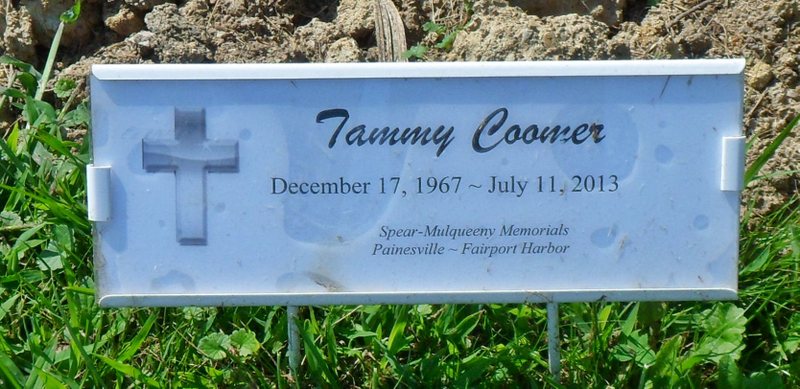 Tammy Coomer
December 17, 1967 ~ July 11, 2013
Spear-Mulqueeny Memorials
Painesville ~ Fairport Harbor